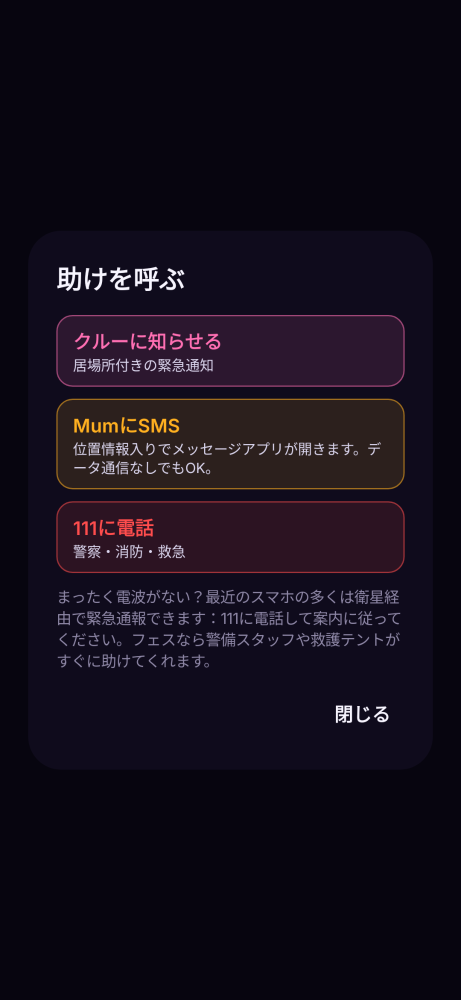 助けを呼ぶ
クルーに知らせる
居場所付きの緊急通知
MumにSMS
位置情報入りでメッセージアプリが開きます。デ
ータ通信なしでもOK。
111に電話
警察・消防・救急
まったく電波がない？最近のスマホの多くは衛星経
由で緊急通報できます：111に電話して案内に従って
ください。フェスなら警備スタッフや救護テントが
すぐに助けてくれます。
閉じる